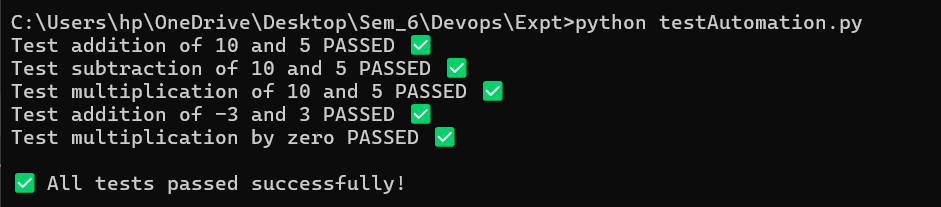 C:\Users\hp\OneDrive\Desktop\Sem_6\Devops\Expt>python testAutomation.py
Test addition of 10 and 5 PASSED ✅
Test subtraction of 10 and 5 PASSED ✅
Test multiplication of 10 and 5 PASSED ✅
Test addition of -3 and 3 PASSED ✅
Test multiplication by zero PASSED ✅
✅ All tests passed successfully!